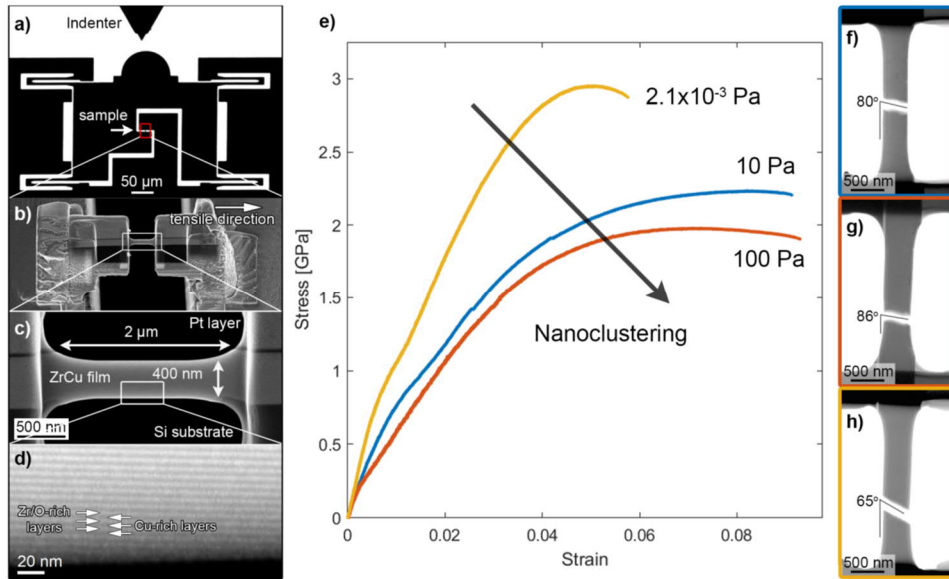 a)
Indenter
sample
50 µm
b)
tensile direction
c)
Pt layer
2 µm
ZrCu film
400 nm
500 nm
Si substrate
d)
Zr/O-rich
layers
Cu-rich layers
20 nm
e)
Stress [GPa]
3
2.5
2
1.5
1
0.5
0
0
0.02
0.04
0.06
0.08
0.1
Strain
2.1x10⁻³ Pa
10 Pa
100 Pa
Nanoclustering
f)
80°
500 nm
g)
86°
500 nm
h)
65°
500 nm